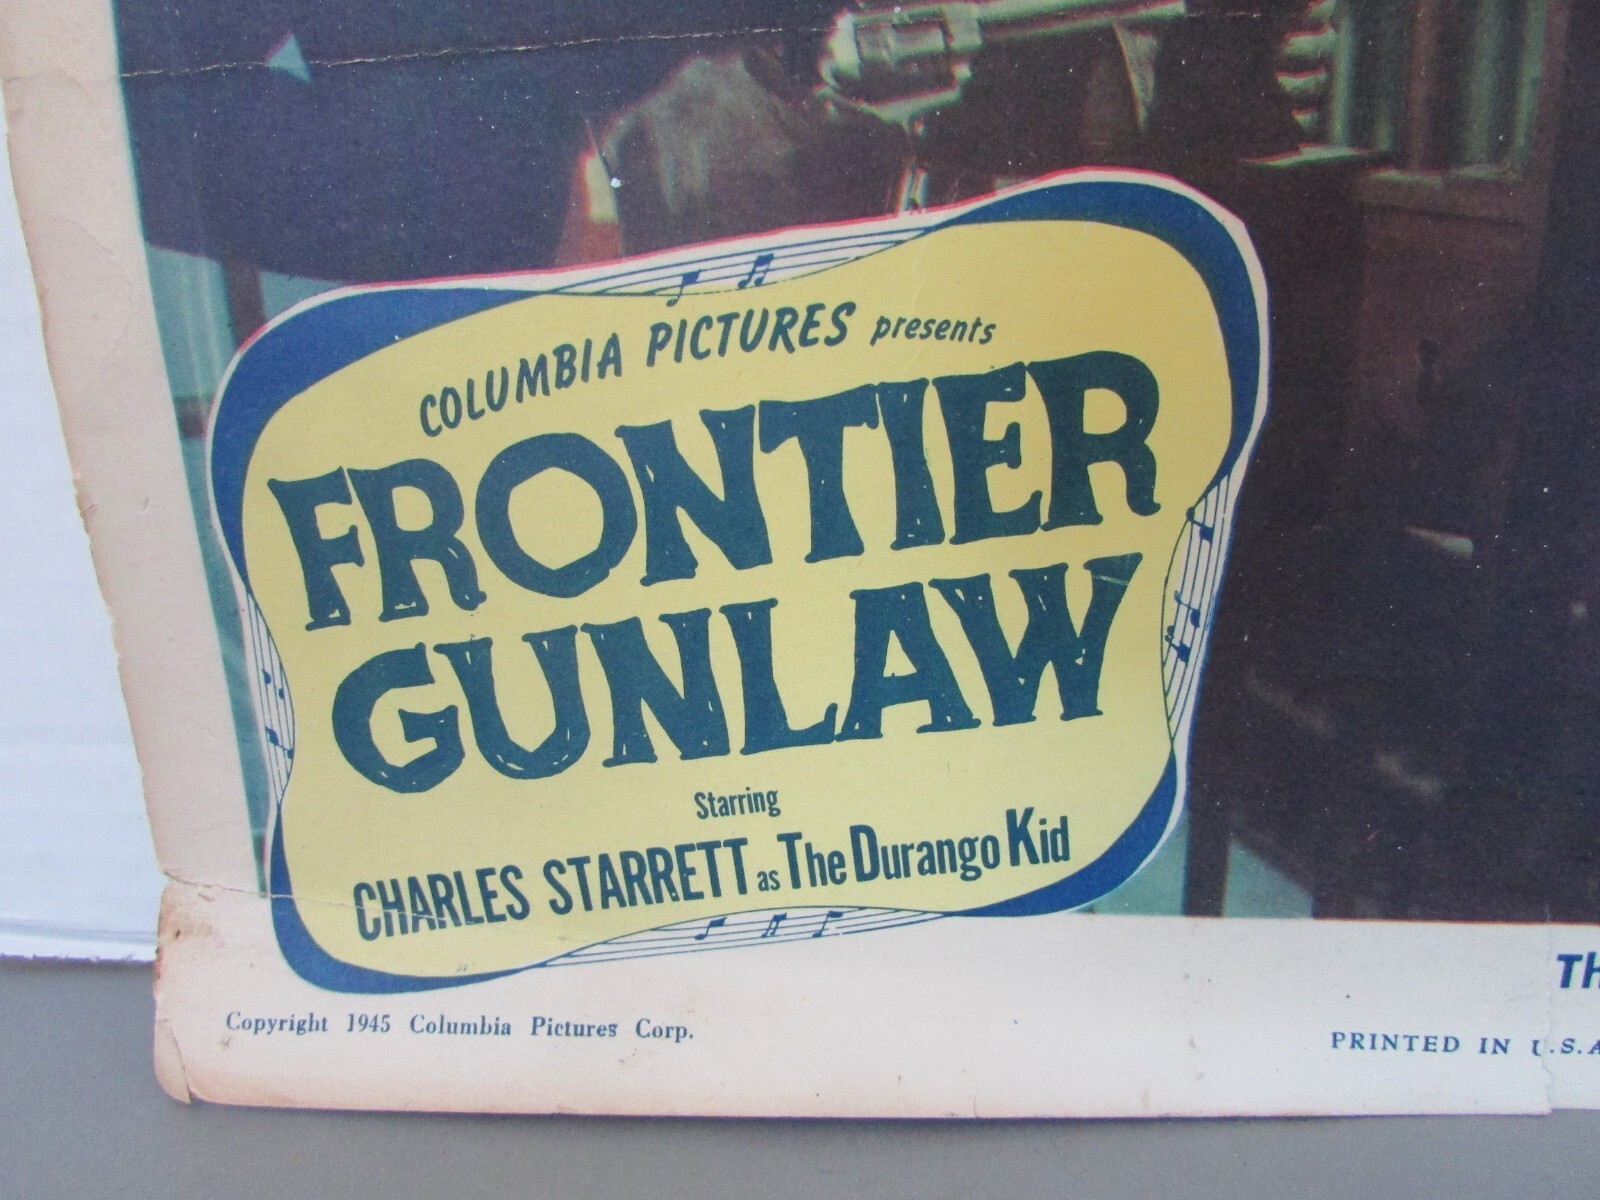 COLUMBIA PICTURES presents
FRONTIER
GUNLAW
Starring
CHARLES STARRETT as The Durango Kid
Th
Copyright 1945 Columbia Pictures Corp.
PRINTED IN U.S.A